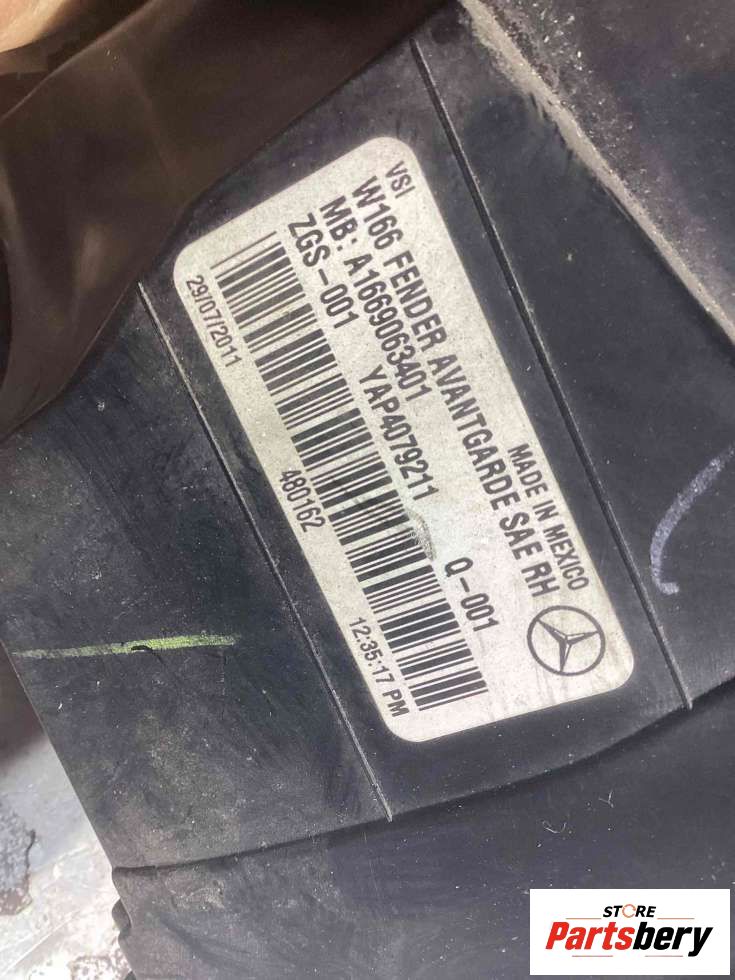 VSI MADE IN MEXICO
W166 FENDER AVANTGARDE SAE RH
MB: A1669063401
ZGS-001 YAP4079211 Q-001
29/07/2011 480162 12:35:17 PM
STORE
Partsbery